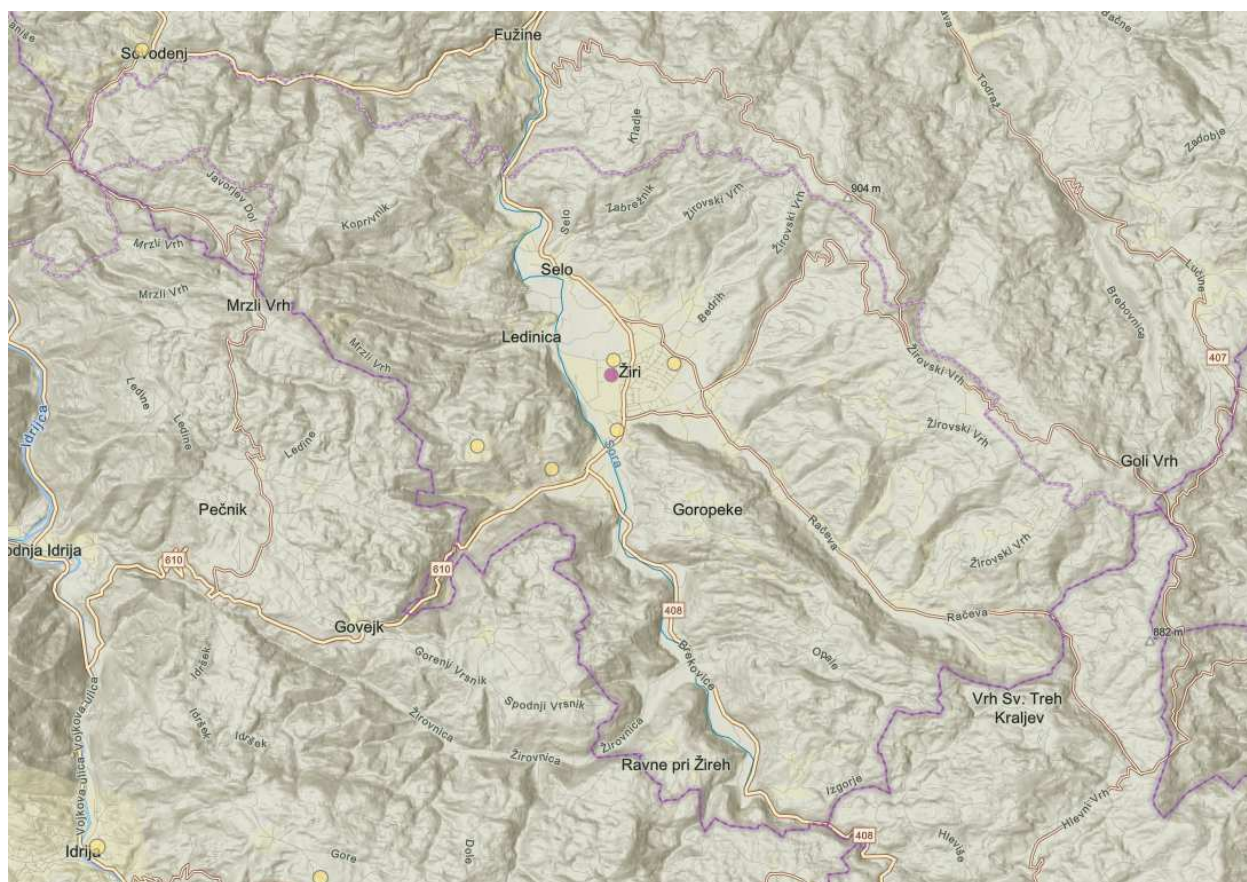 Fužine
Sovodenj
Todraž
Zadobje
Kladje
Javorjev Dol
Koprivnik
Selo
Zabrežnik
Žirovski Vrh
Žirovski Vrh
904 m
Mrzli Vrh
Mrzli Vrh
Selo
Lučine
Brebovnice
Mrzli Vrh
Bedrih
Ledinica
Mrzli Vrh
407
Žirovski Vrh
Žiri
Idrijca
Ledine
Ledine
Ledine
Žirovski Vrh
Sora
Goli Vrh
Pečnik
Goropeke
Račeva
odnja Idrija
610
610
Žirovski Vrh
408
Račeva
Govejk
882 m
Idršek
Gorenji Vrsnik
Brekovice
Opale
Spodnji Vrsnik
Vrh Sv. Treh
Kraljev
Idršek
Idršek
Žirovnica
Žirovnica
Žirovnica
Ravne pri Žireh
Vojkova ulica
Vojkova ulica
Izgorje
Hlevni Vrh
408
Hleviše
Idrija
Gore
Dole